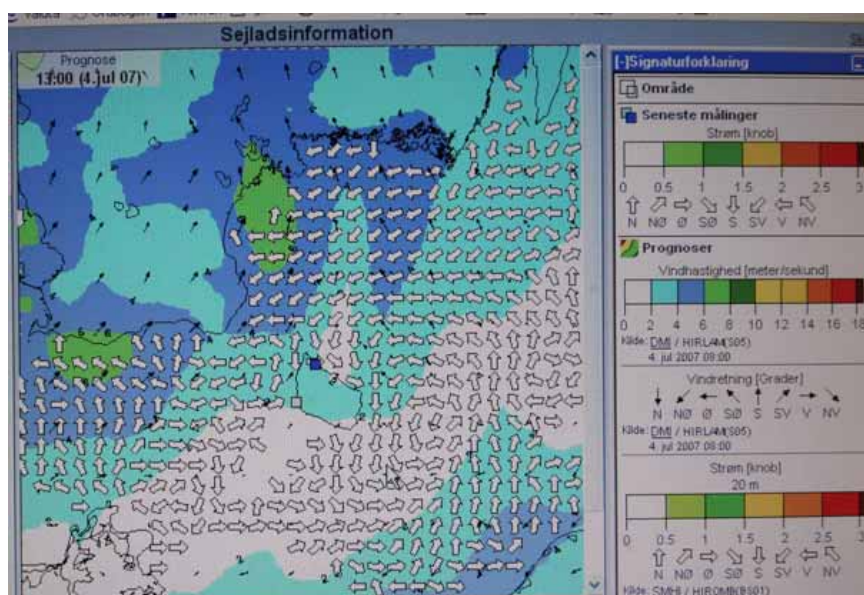 Valuta
Sejladsinformation
Prognose
13:00 (4. jul 07)
[-]Signaturforklaring
Område
Seneste målinger
Strøm [knob]
0 0.5 1 1.5 2 2.5 3
N NØ Ø SØ S SV V NV
Prognoser
Vindhastighed [meter/sekund]
0 2 4 6 8 10 12 14 16 18
Kilde: DMI / HIRLAM(S05)
4. jul 2007 08:00
Vindretning [Grader]
N NØ Ø SØ S SV V NV
Kilde: DMI / HIRLAM(S05)
4. jul 2007 08:00
Strøm [knob]
20 m
0 0.5 1 1.5 2 2.5 3
N NØ Ø SØ S SV V NV
Kilde: SMHI / HIROMB(BS01)